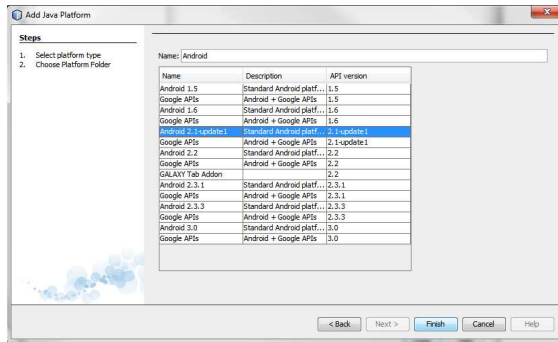 Add Java Platform
Steps
1. Select platform type
2. Choose Platform Folder
Name: Android
Name Description API version
Android 1.5 Standard Android platf... 1.5
Google APIs Android + Google APIs 1.5
Android 1.6 Standard Android platf... 1.6
Google APIs Android + Google APIs 1.6
Android 2.1-update1 Standard Android platf... 2.1-update1
Google APIs Android + Google APIs 2.1-update1
Android 2.2 Standard Android platf... 2.2
Google APIs Android + Google APIs 2.2
GALAXY Tab Addon 2.2
Android 2.3.1 Standard Android platf... 2.3.1
Google APIs Android + Google APIs 2.3.1
Android 2.3.3 Standard Android platf... 2.3.3
Google APIs Android + Google APIs 2.3.3
Android 3.0 Standard Android platf... 3.0
Google APIs Android + Google APIs 3.0
< Back Next > Finish Cancel Help